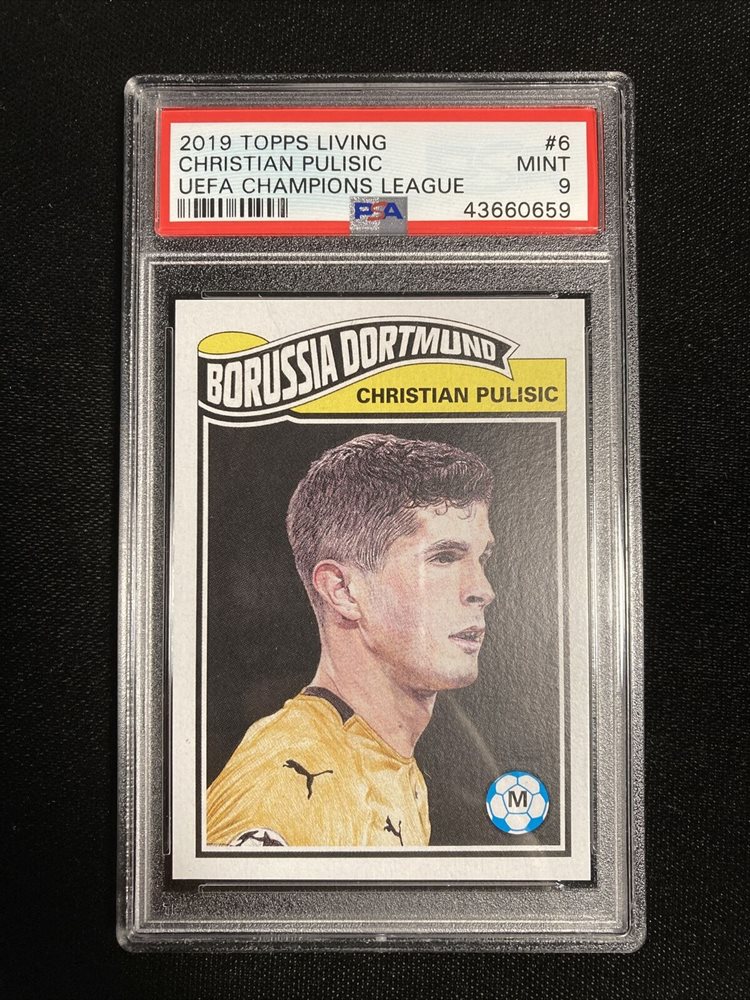 2019 TOPPS LIVING #6
CHRISTIAN PULISIC MINT
UEFA CHAMPIONS LEAGUE 9
PSA 43660659
BORUSSIA DORTMUND
CHRISTIAN PULISIC
M